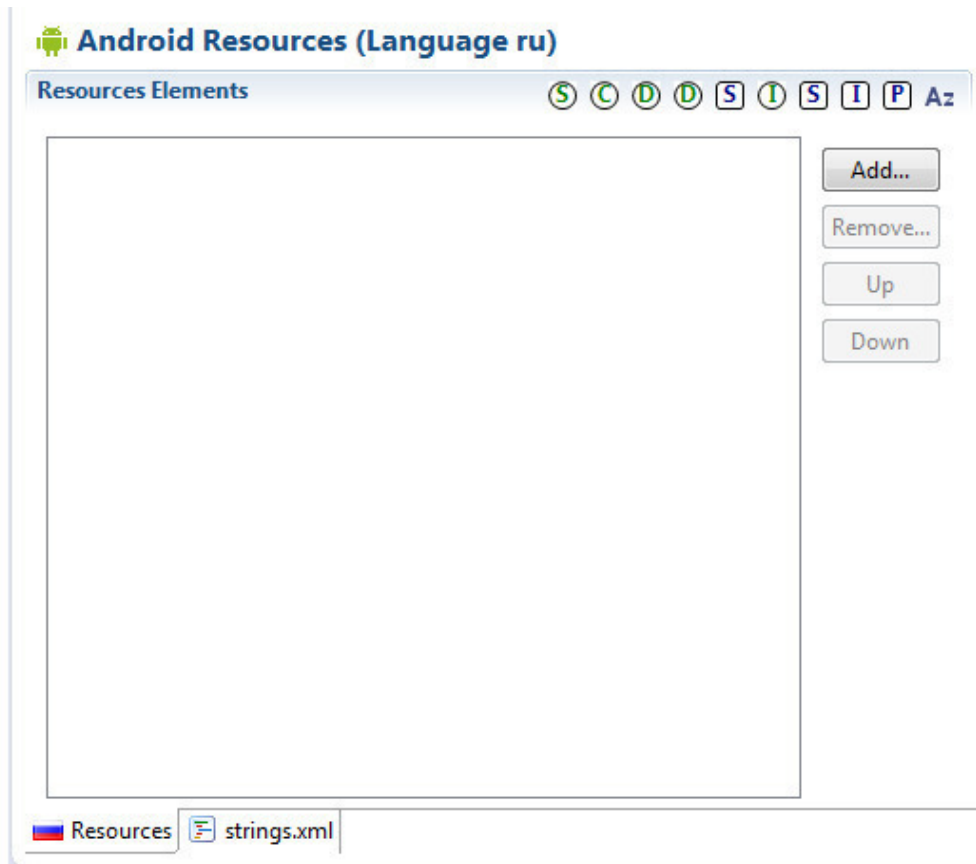 Android Resources (Language ru)
Resources Elements S C D D S I S I P Az
Add...
Remove...
Up
Down
Resources strings.xml